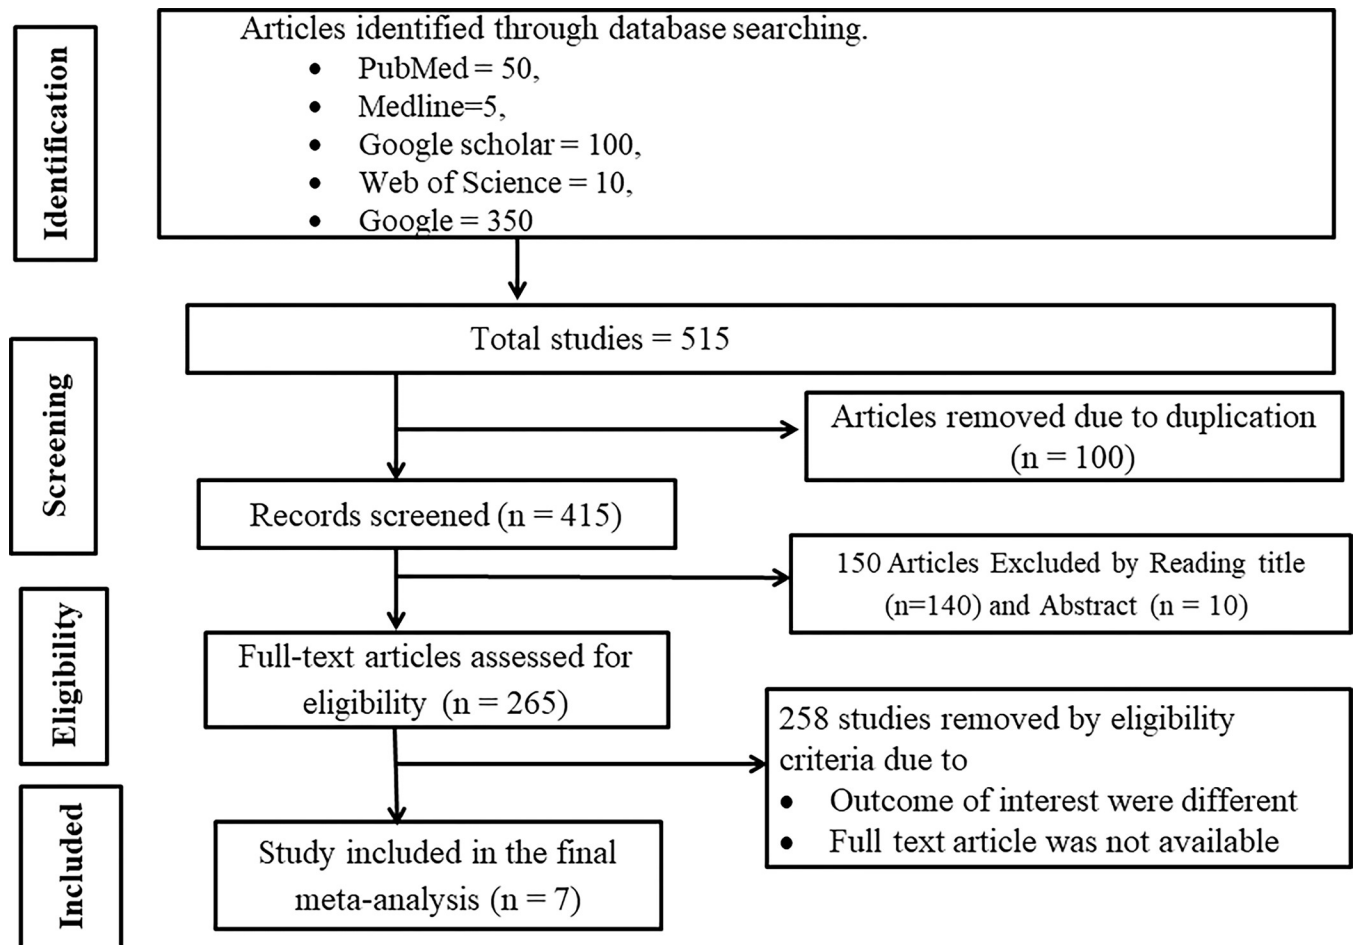 Identification
Articles identified through database searching.
• PubMed = 50,
• Medline=5,
• Google scholar = 100,
• Web of Science = 10,
• Google = 350
Total studies = 515
Screening
Articles removed due to duplication
(n = 100)
Records screened (n = 415)
150 Articles Excluded by Reading title
(n=140) and Abstract (n = 10)
Eligibility
Full-text articles assessed for
eligibility (n = 265)
258 studies removed by eligibility
criteria due to
• Outcome of interest were different
• Full text article was not available
Included
Study included in the final
meta-analysis (n = 7)